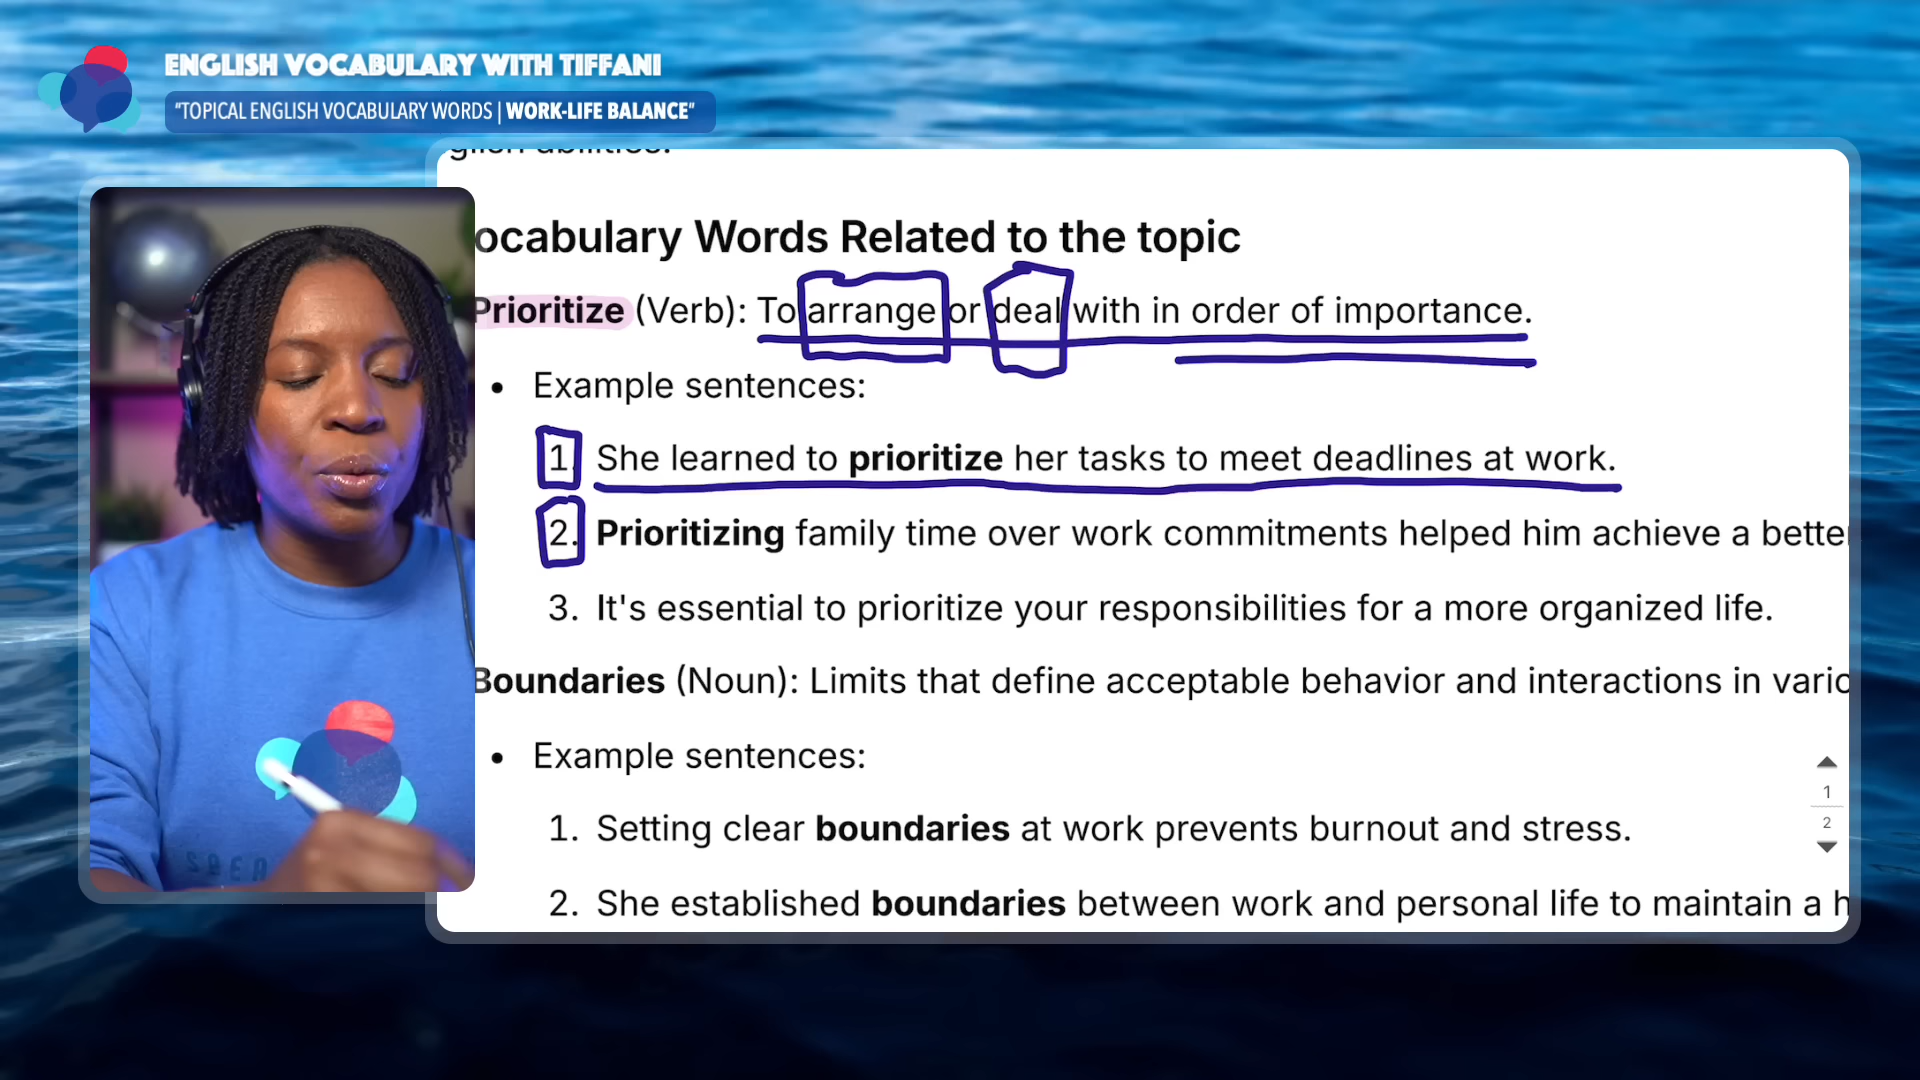 ENGLISH VOCABULARY WITH TIFFANI
"TOPICAL ENGLISH VOCABULARY WORDS | WORK-LIFE BALANCE"
glish abilities.
ocabulary Words Related to the topic
Prioritize (Verb): To arrange or deal with in order of importance.
• Example sentences:
1. She learned to prioritize her tasks to meet deadlines at work.
2. Prioritizing family time over work commitments helped him achieve a better
3. It's essential to prioritize your responsibilities for a more organized life.
Boundaries (Noun): Limits that define acceptable behavior and interactions in vario
• Example sentences:
1. Setting clear boundaries at work prevents burnout and stress.
2. She established boundaries between work and personal life to maintain a h
1
2
SPEA